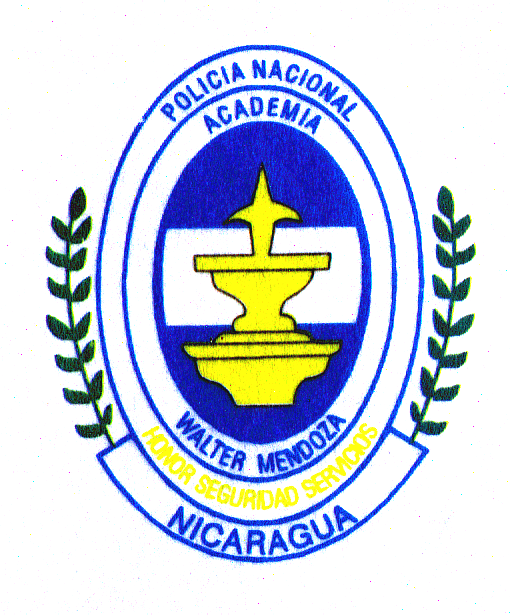 POLICIA NACIONAL
ACADEMIA
WALTER MENDOZA
HONOR SEGURIDAD SERVICIOS
NICARAGUA